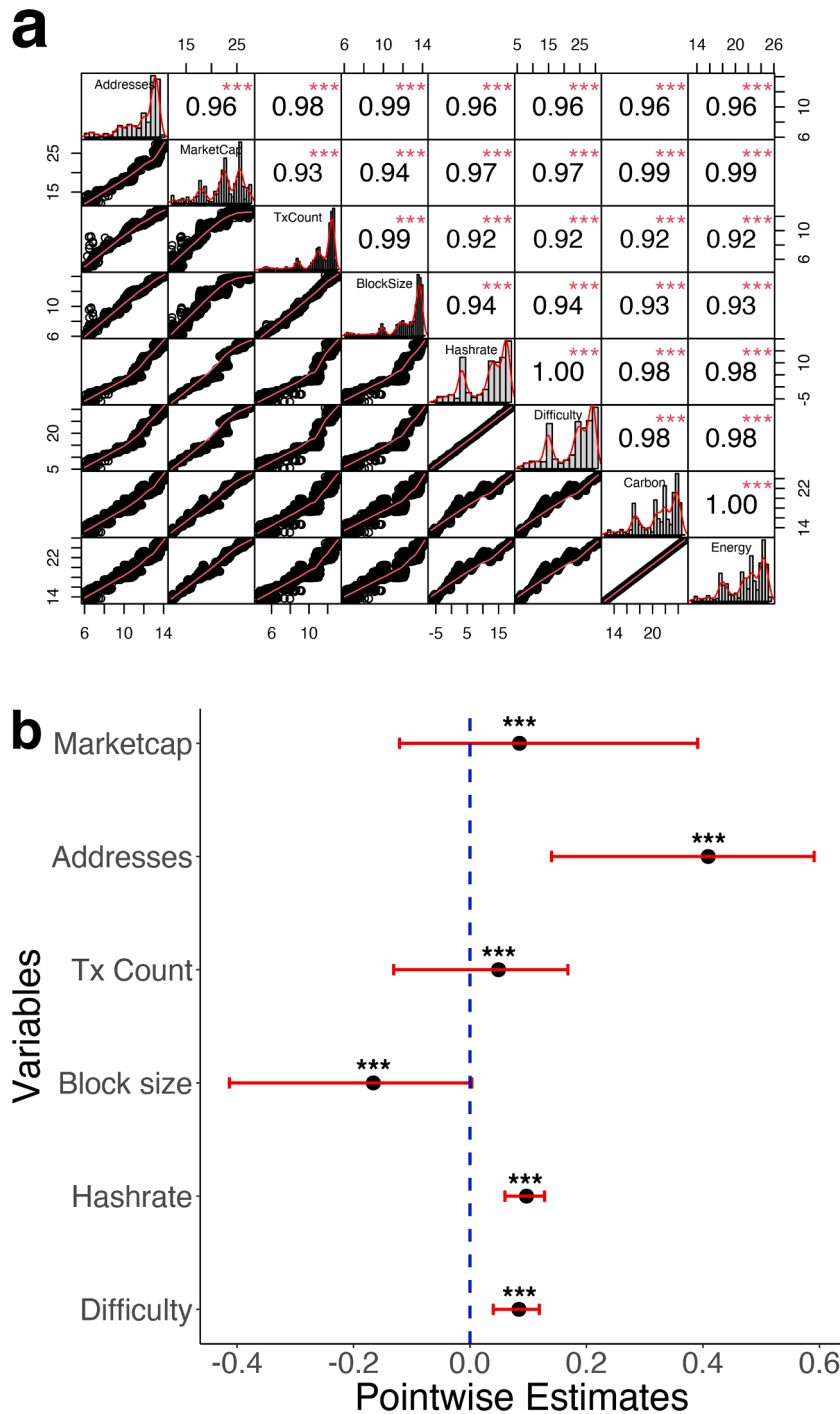 a
15 25 6 10 14 5 15 25 14 20 26
Addresses 0.96 *** 0.98 *** 0.99 *** 0.96 *** 0.96 *** 0.96 *** 0.96 *** 6 10
15 25 MarketCap 0.93 *** 0.94 *** 0.97 *** 0.97 *** 0.99 *** 0.99 ***
TxCount 0.99 *** 0.92 *** 0.92 *** 0.92 *** 0.92 *** 6 10
6 10 BlockSize 0.94 *** 0.94 *** 0.93 *** 0.93 ***
Hashrate 1.00 *** 0.98 *** 0.98 *** -5 10
5 20 Difficulty 0.98 *** 0.98 ***
Carbon 1.00 *** 14 22
14 22 Energy
6 10 14 6 10 -5 5 15 14 20
b
Marketcap ***
Addresses ***
Tx Count ***
Block size ***
Hashrate ***
Difficulty ***
Variables
-0.4 -0.2 0.0 0.2 0.4 0.6
Pointwise Estimates